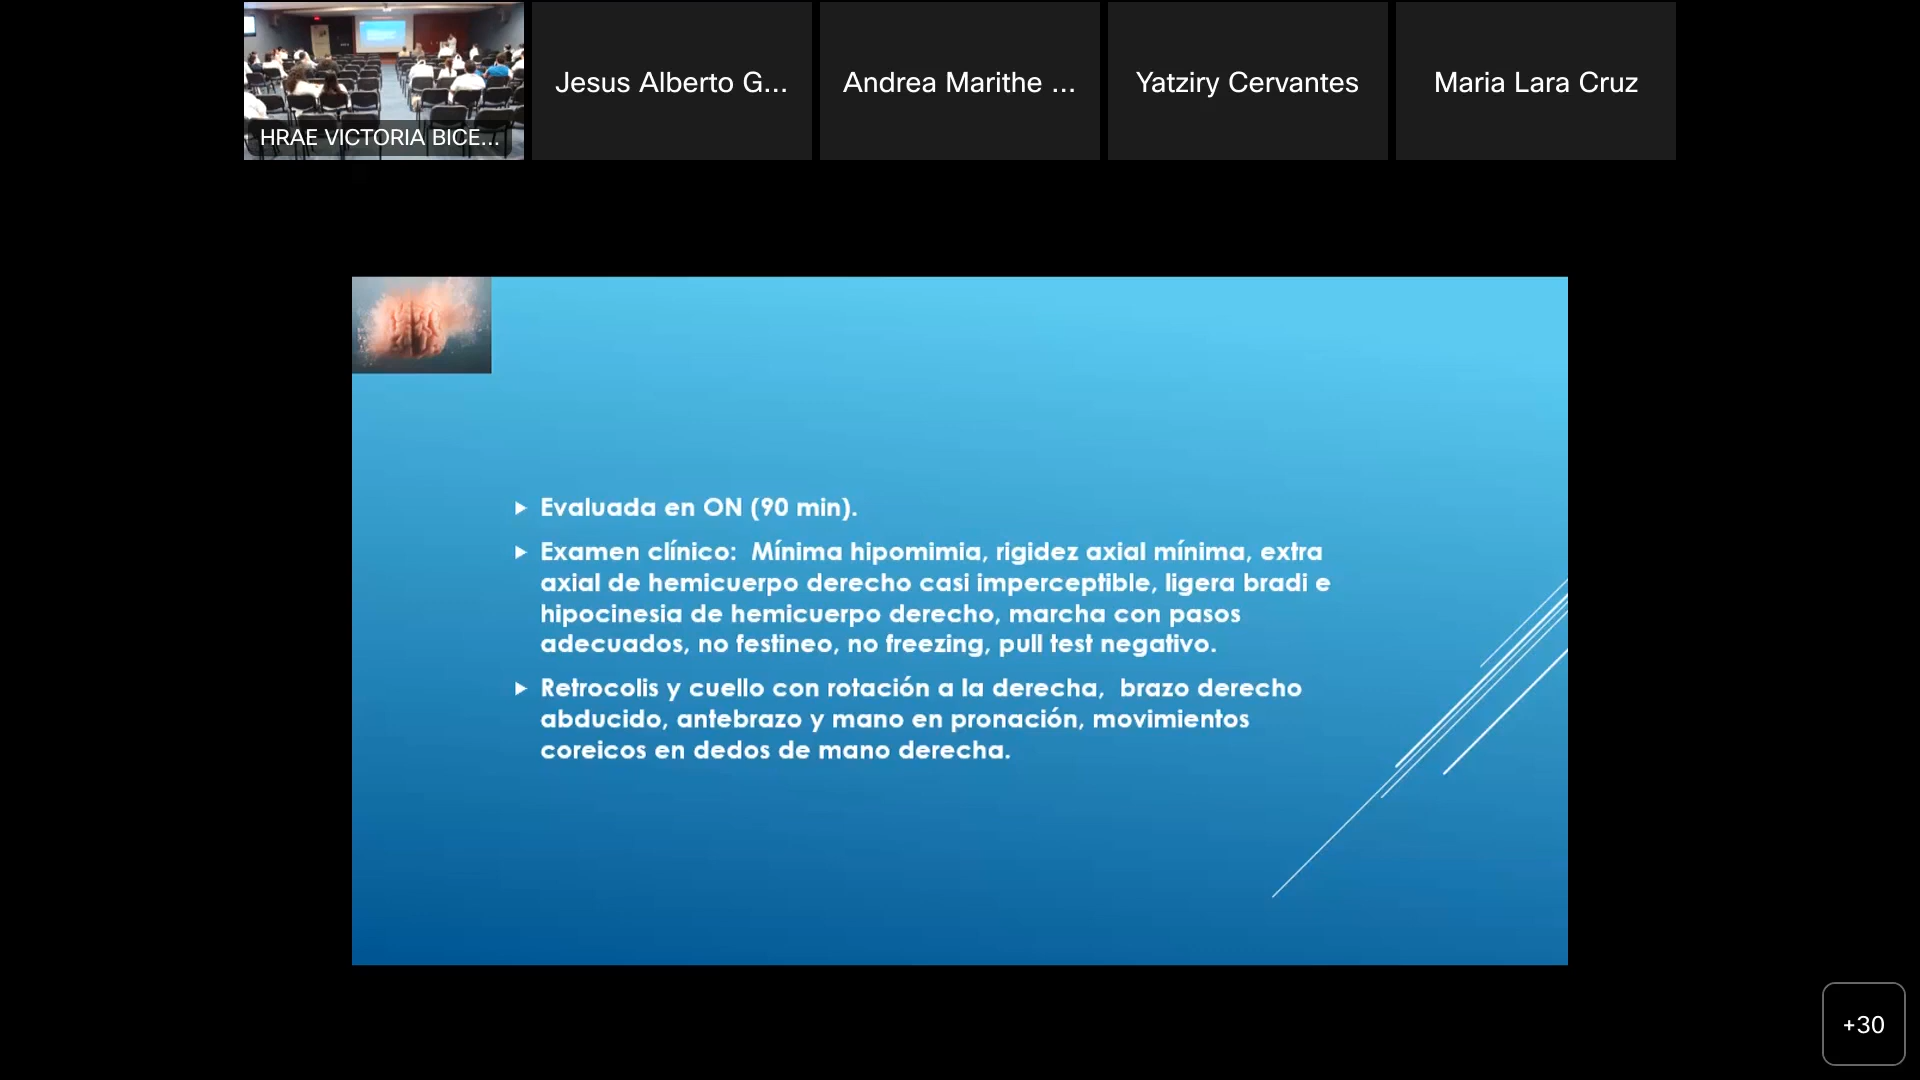 HRAE VICTORIA BICE...
Jesus Alberto G...
Andrea Marithe ...
Yatziry Cervantes
Maria Lara Cruz
Evaluada en ON (90 min).
Examen clínico:  Mínima hipomimia, rigidez axial mínima, extra
axial de hemicuerpo derecho casi imperceptible, ligera bradi e
hipocinesia de hemicuerpo derecho, marcha con pasos
adecuados, no festineo, no freezing, pull test negativo.
Retrocolis y cuello con rotación a la derecha,  brazo derecho
abducido, antebrazo y mano en pronación, movimientos
coreicos en dedos de mano derecha.
+30